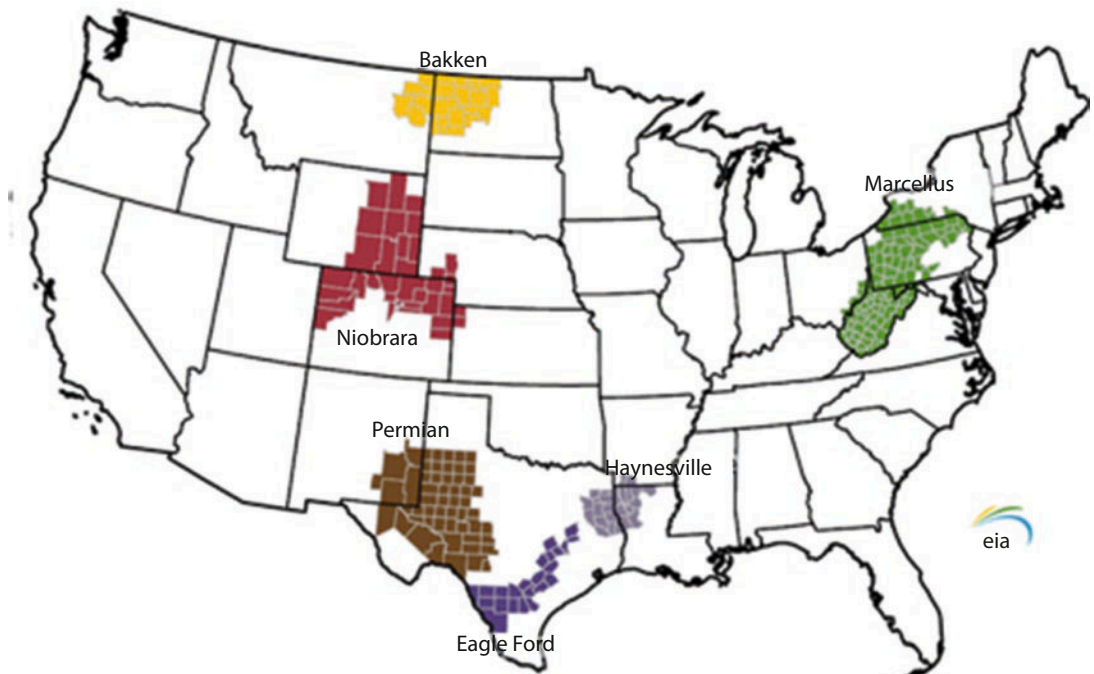 Bakken
Marcellus
Niobrara
Permian
Haynesville
eia
Eagle Ford